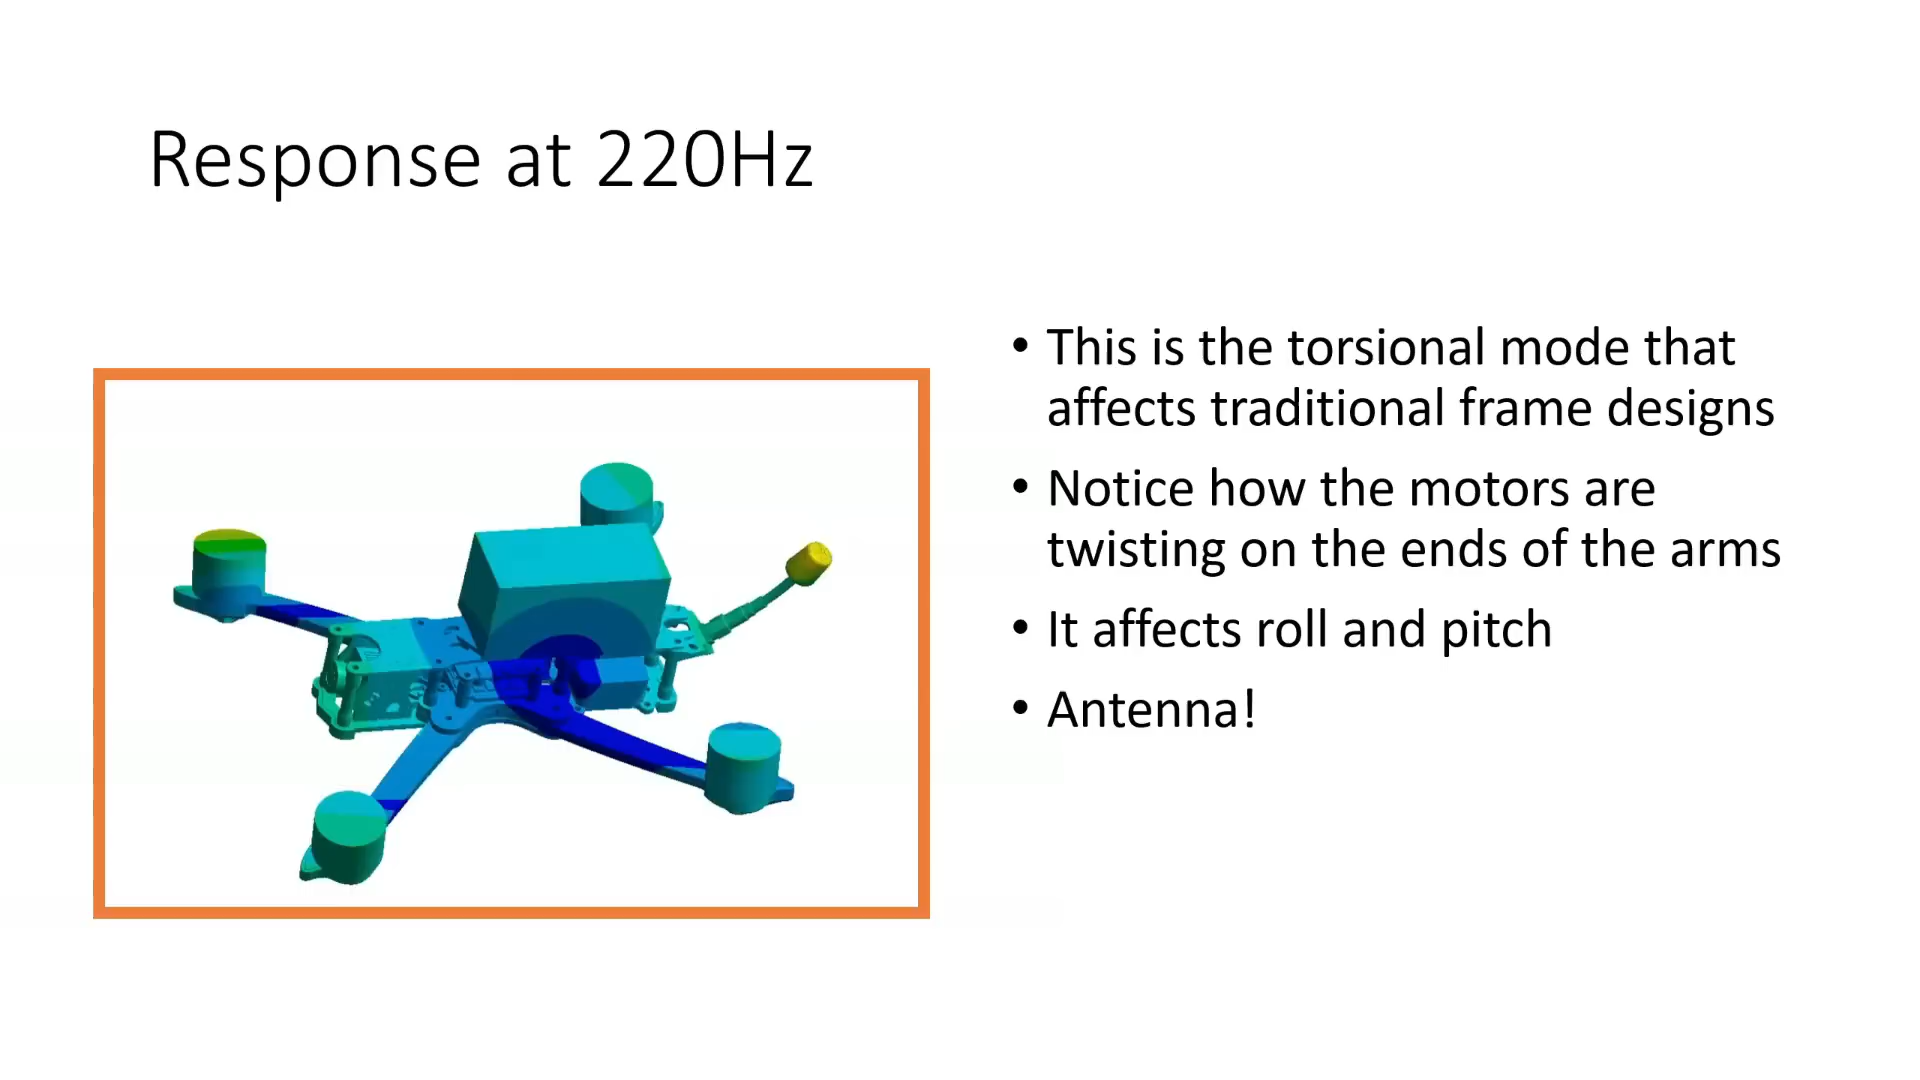 Response at 220Hz
• This is the torsional mode that
affects traditional frame designs
• Notice how the motors are
twisting on the ends of the arms
• It affects roll and pitch
• Antenna!